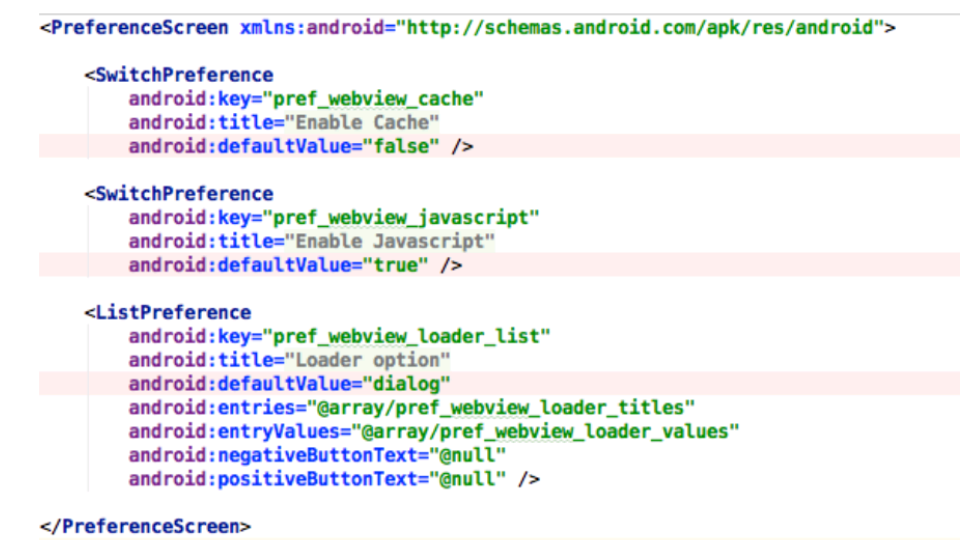 <PreferenceScreen xmlns:android="http://schemas.android.com/apk/res/android">
<SwitchPreference
android:key="pref_webview_cache"
android:title="Enable Cache"
android:defaultValue="false" />
<SwitchPreference
android:key="pref_webview_javascript"
android:title="Enable Javascript"
android:defaultValue="true" />
<ListPreference
android:key="pref_webview_loader_list"
android:title="Loader option"
android:defaultValue="dialog"
android:entries="@array/pref_webview_loader_titles"
android:entryValues="@array/pref_webview_loader_values"
android:negativeButtonText="@null"
android:positiveButtonText="@null" />
</PreferenceScreen>